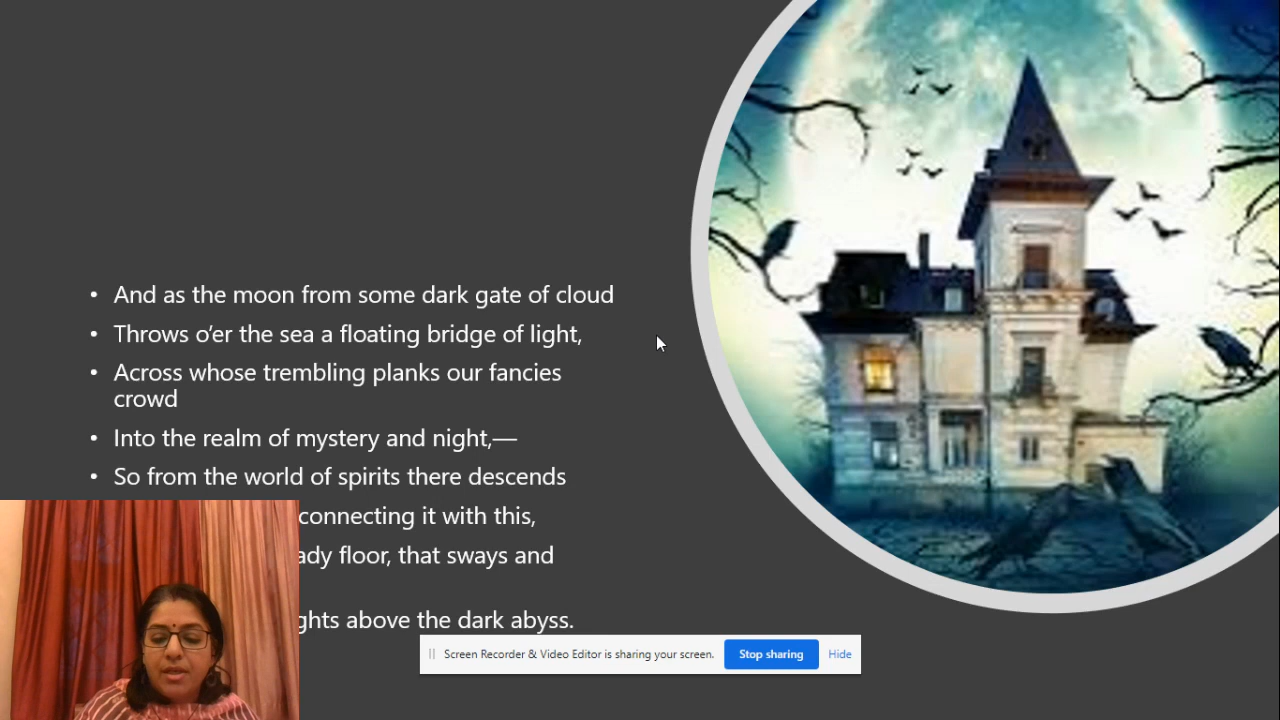 And as the moon from some dark gate of cloud
Throws o’er the sea a floating bridge of light,
Across whose trembling planks our fancies
crowd
Into the realm of mystery and night,—
So from the world of spirits there descends
connecting it with this,
ady floor, that sways and
ghts above the dark abyss.
Screen Recorder & Video Editor is sharing your screen.
Stop sharing
Hide